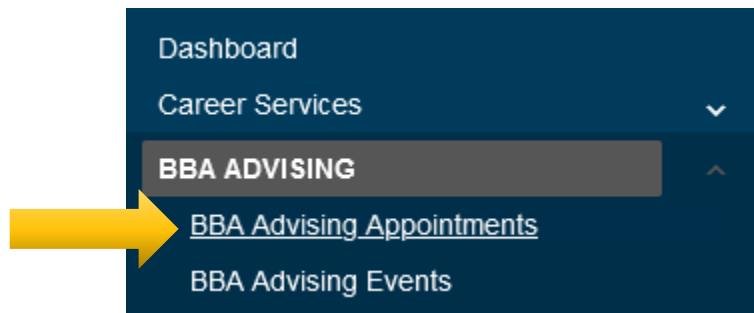 Dashboard
Career Services
BBA ADVISING
BBA Advising Appointments
BBA Advising Events